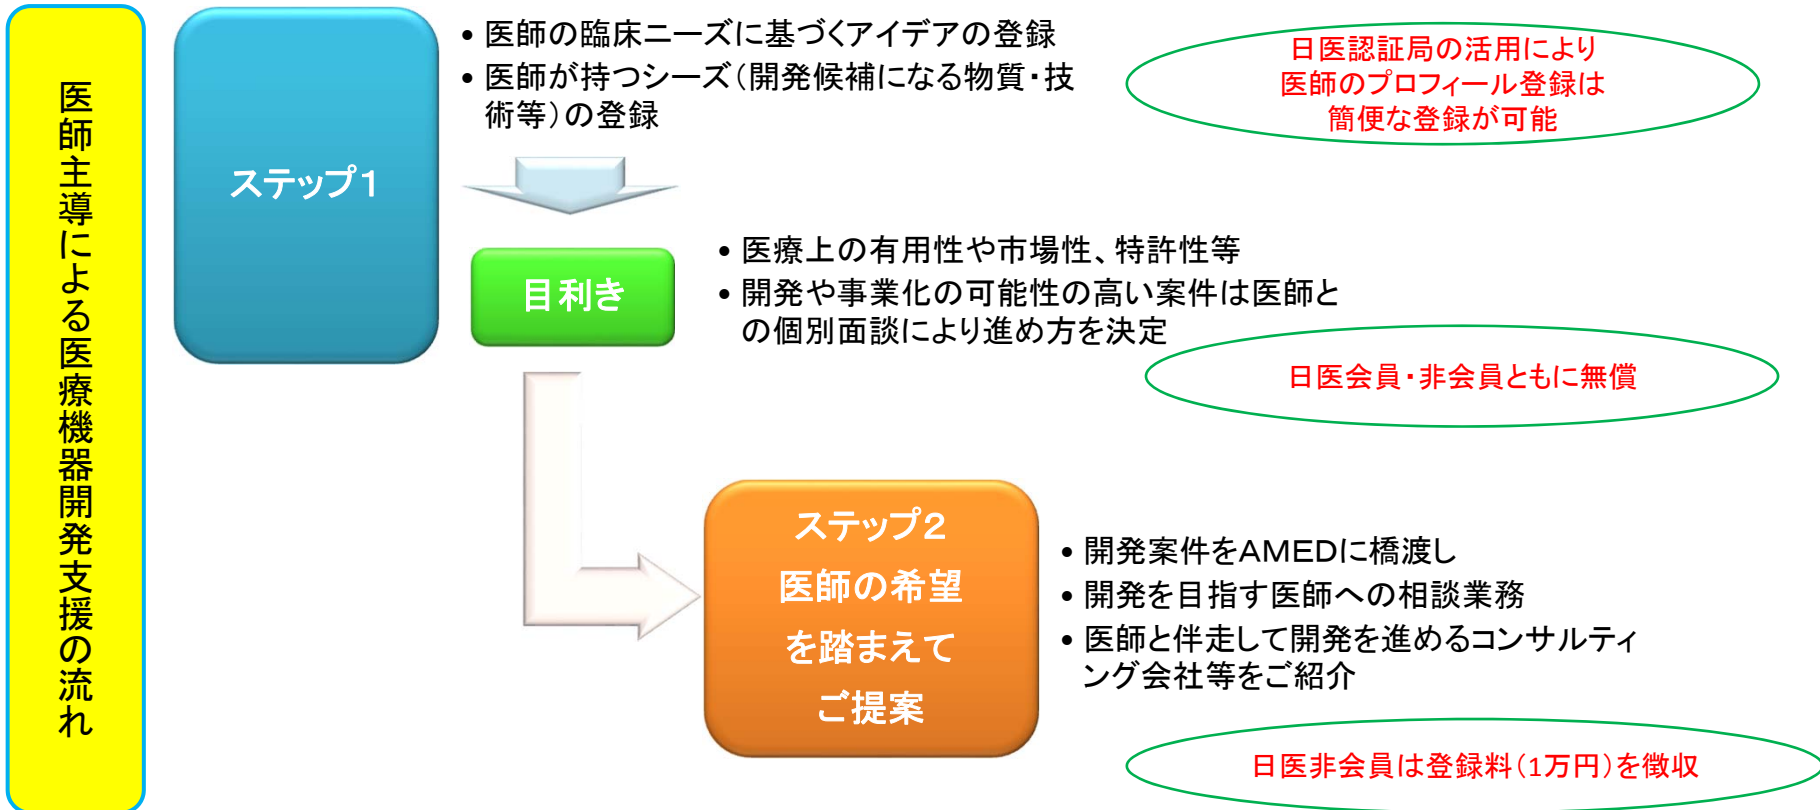 医師主導による医療機器開発支援の流れ
ステップ1
• 医師の臨床ニーズに基づくアイデアの登録
• 医師が持つシーズ(開発候補になる物質・技
術等)の登録
日医認証局の活用により
医師のプロフィール登録は
簡便な登録が可能
目利き
• 医療上の有用性や市場性、特許性等
• 開発や事業化の可能性の高い案件は医師と
の個別面談により進め方を決定
日医会員・非会員ともに無償
ステップ2
医師の希望
を踏まえて
ご提案
• 開発案件をAMEDに橋渡し
• 開発を目指す医師への相談業務
• 医師と伴走して開発を進めるコンサルティ
ング会社等をご紹介
日医非会員は登録料(1万円)を徴収